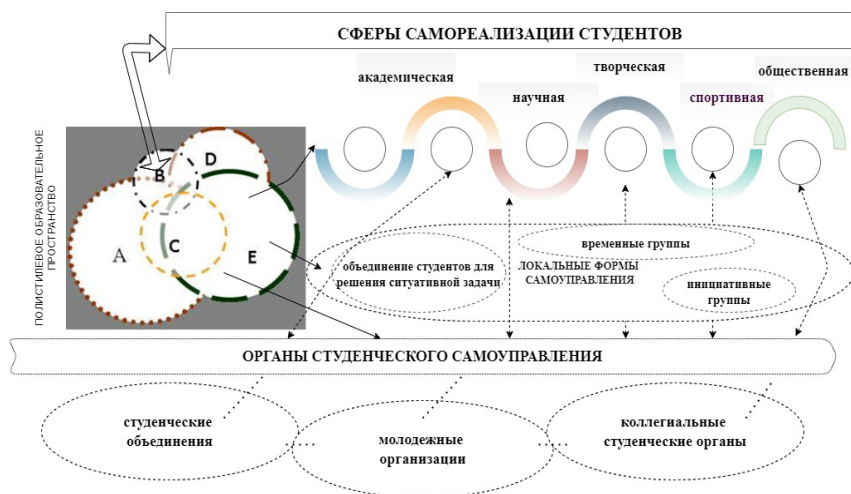 СФЕРЫ САМОРЕАЛИЗАЦИИ СТУДЕНТОВ
академическая
научная
творческая
спортивная
общественная
ПОЛИСТИЛЕВОЕ ОБРАЗОВАТЕЛЬНОЕ
ПРОСТРАНСТВО
A
B
C
D
E
временные группы
объединение студентов для
решения ситуативной задачи
ЛОКАЛЬНЫЕ ФОРМЫ
САМОУПРАВЛЕНИЯ
инициативные
группы
ОРГАНЫ СТУДЕНЧЕСКОГО САМОУПРАВЛЕНИЯ
студенческие
объединения
молодежные
организации
коллегиальные
студенческие органы